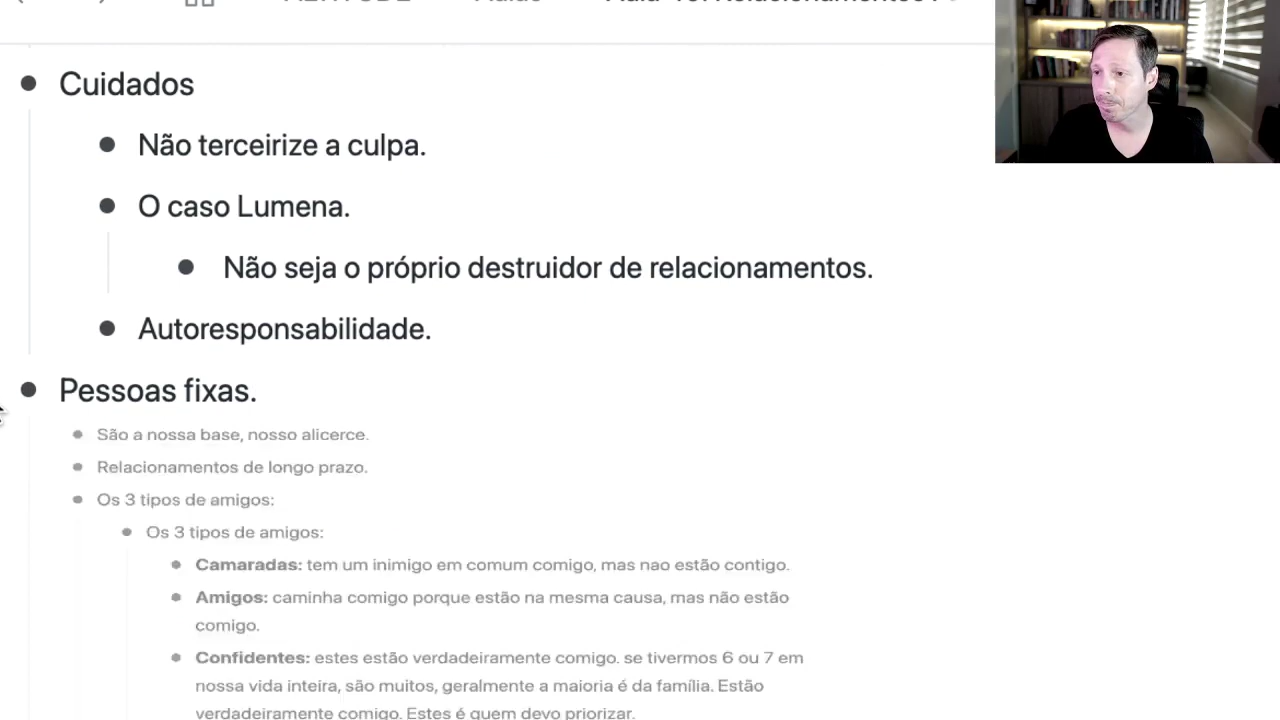 Cuidados
Não terceirize a culpa.
O caso Lumena.
Não seja o próprio destruidor de relacionamentos.
Autoresponsabilidade.
Pessoas fixas.
São a nossa base, nosso alicerce.
Relacionamentos de longo prazo.
Os 3 tipos de amigos:
Os 3 tipos de amigos:
Camaradas: tem um inimigo em comum comigo, mas nao estão contigo.
Amigos: caminha comigo porque estão na mesma causa, mas não estão
comigo.
Confidentes: estes estão verdadeiramente comigo. se tivermos 6 ou 7 em
nossa vida inteira, são muitos, geralmente a maioria é da família. Estão
verdadeiramente comigo. Estes é quem devo priorizar.